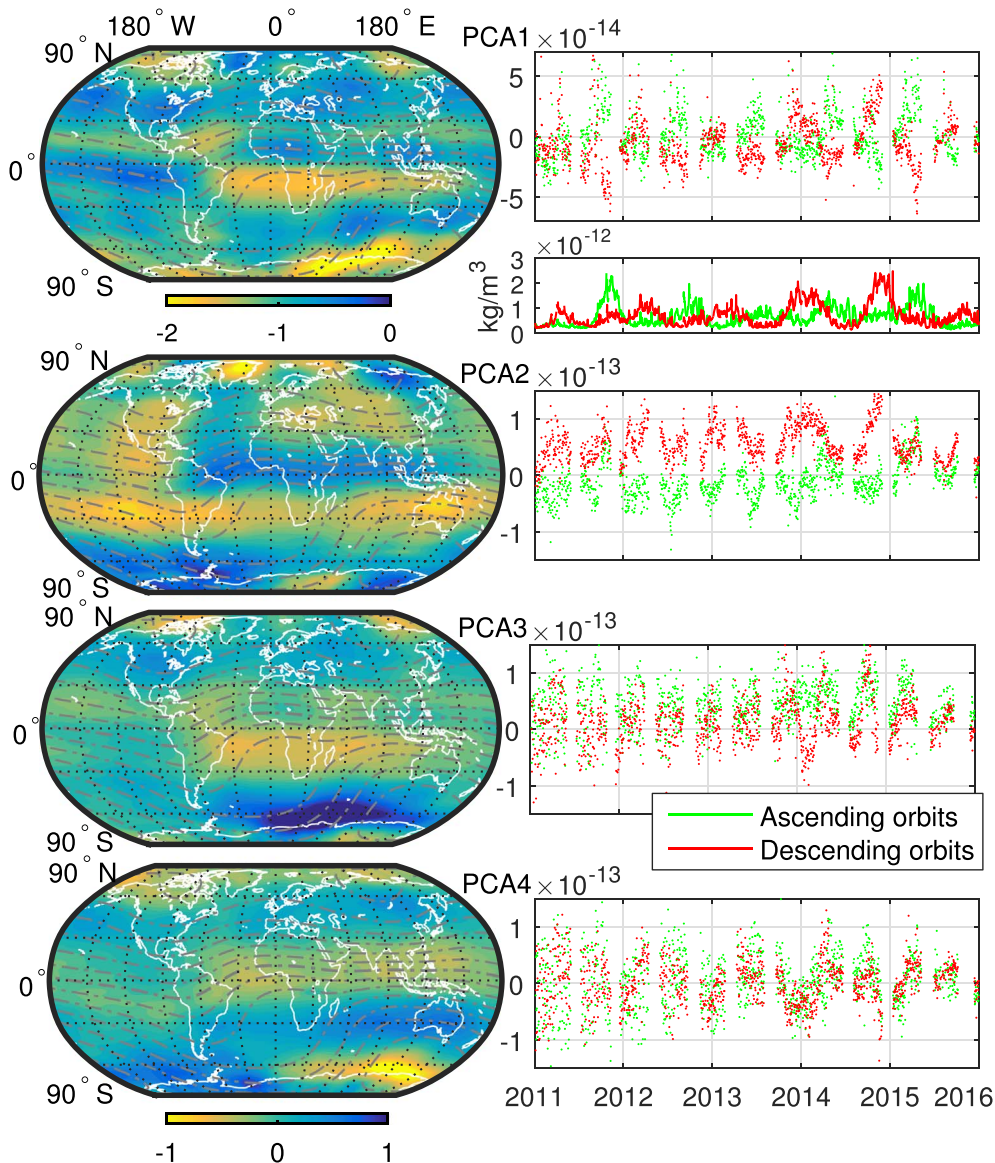 180° W 0° 180° E
90° N
0°
90° S
-2 -1 0
PCA1 ×10⁻¹⁴
5
0
-5
×10⁻¹²
kg/m³
3
2
1
0
90° N
0°
90° S
PCA2 ×10⁻¹³
1
0
-1
90° N
0°
90° S
PCA3 ×10⁻¹³
1
0
-1
Ascending orbits
Descending orbits
90° N
0°
90° S
-1 0 1
PCA4 ×10⁻¹³
1
0
-1
2011 2012 2013 2014 2015 2016